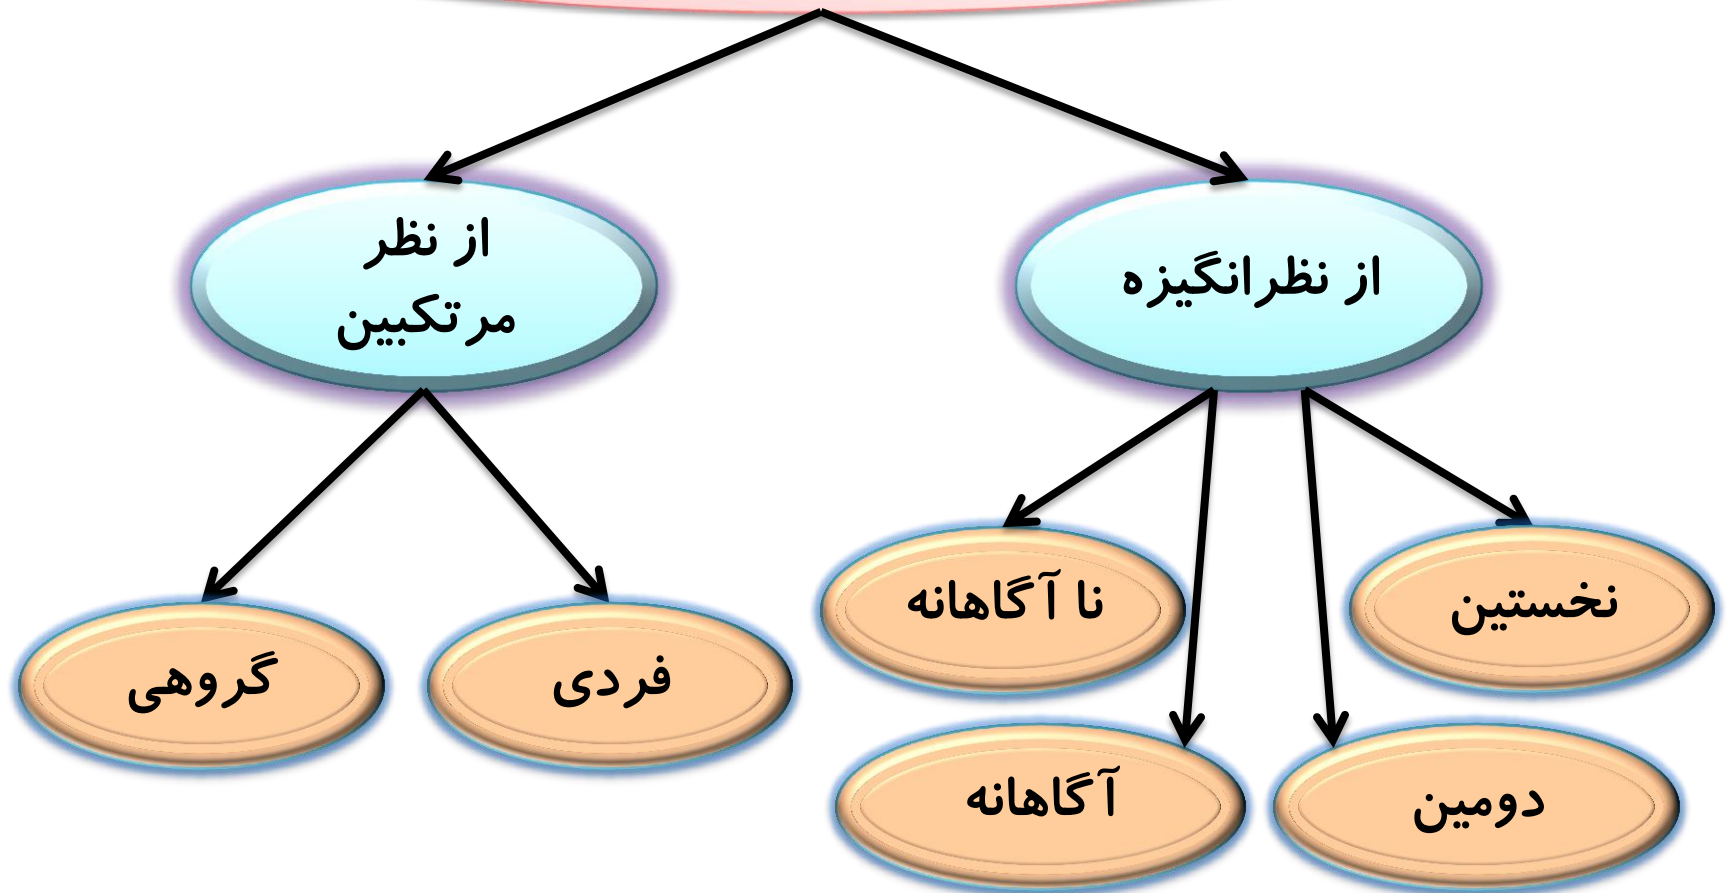 از نظرانگیزه
از نظر
مرتکبین
نخستین
نا آگاهانه
دومین
آگاهانه
فردی
گروهی